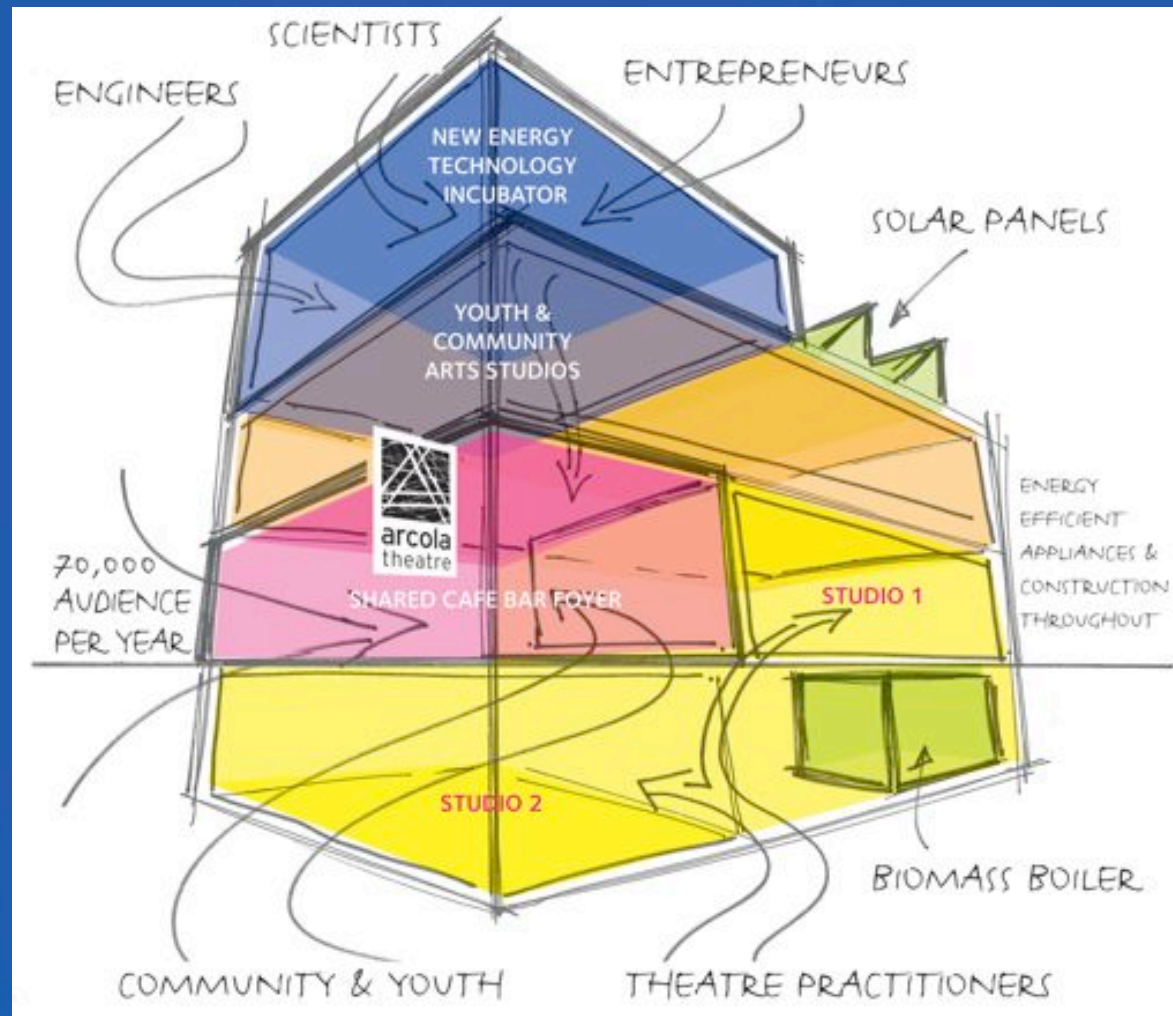 SCIENTISTS
ENGINEERS
ENTREPRENEURS
NEW ENERGY
TECHNOLOGY
INCUBATOR
SOLAR PANELS
YOUTH &
COMMUNITY
ARTS STUDIOS
arcola
theatre
ENERGY
EFFICIENT
APPLIANCES &
CONSTRUCTION
THROUGHOUT
70,000
AUDIENCE
PER YEAR
SHARED CAFE BAR FOYER
STUDIO 1
STUDIO 2
BIOMASS BOILER
COMMUNITY & YOUTH
THEATRE PRACTITIONERS